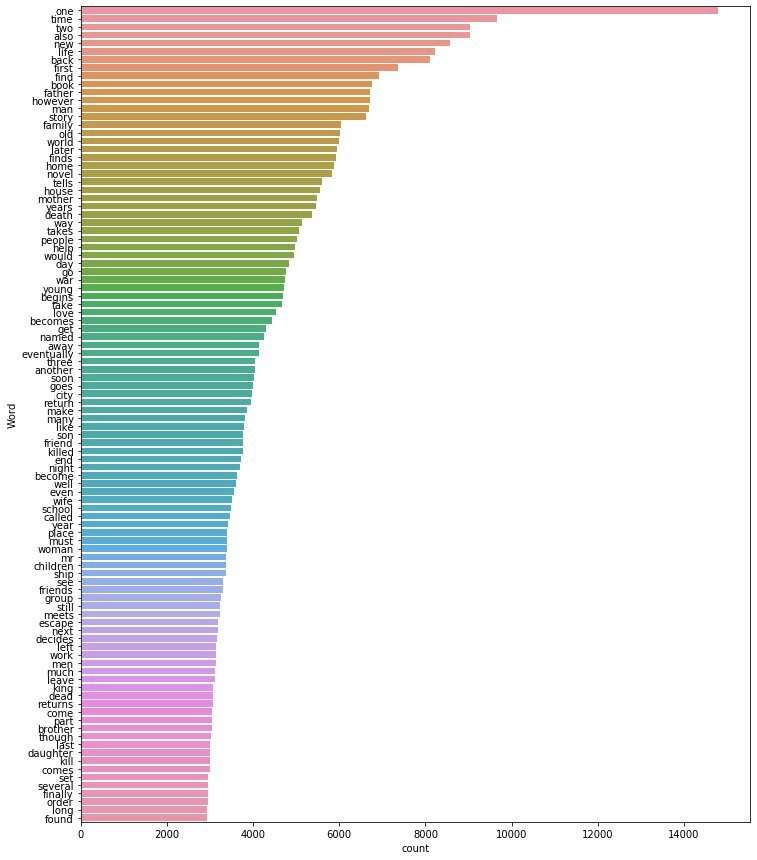 one
time
two
also
new
life
back
first
find
book
father
however
man
story
family
old
world
later
finds
home
novel
tells
house
mother
years
death
way
takes
people
help
would
day
go
war
young
begins
take
love
becomes
get
named
away
eventually
three
another
soon
goes
city
return
make
many
like
son
friend
killed
end
night
become
well
even
wife
school
called
year
place
must
woman
mr
children
ship
see
friends
group
still
meets
escape
next
decides
left
work
men
much
leave
king
dead
returns
come
part
brother
though
last
daughter
kill
comes
set
several
finally
order
long
found
Word
0 2000 4000 6000 8000 10000 12000 14000
count